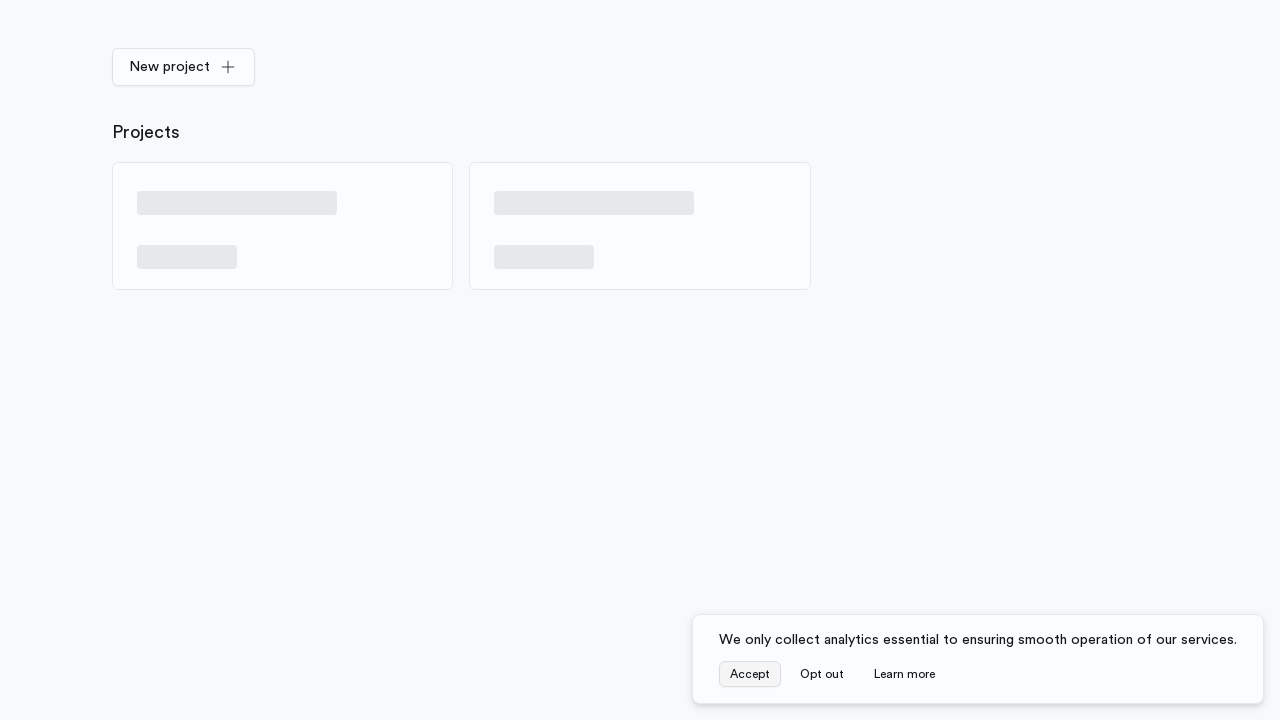 New project
Projects
We only collect analytics essential to ensuring smooth operation of our services.
Accept Opt out Learn more